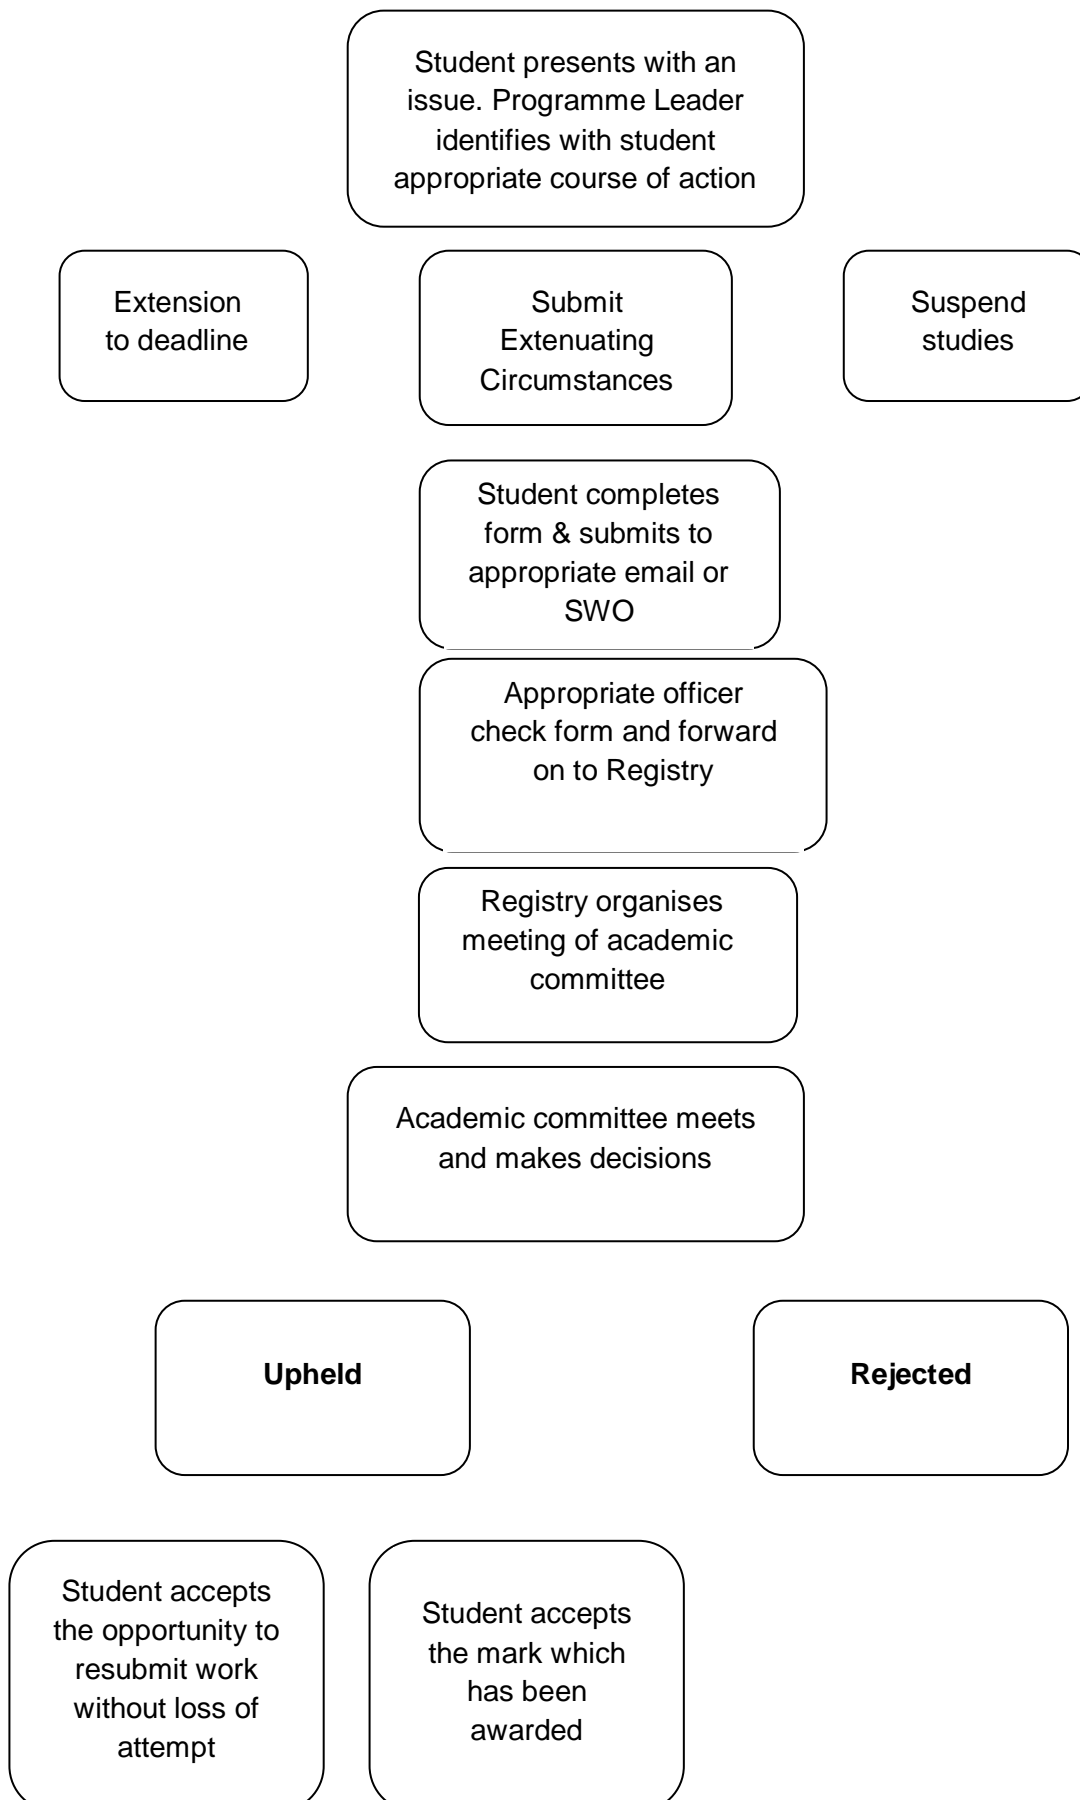 Student presents with an
issue. Programme Leader
identifies with student
appropriate course of action
Extension
to deadline
Submit
Extenuating
Circumstances
Suspend
studies
Student completes
form & submits to
appropriate email or
SWO
Appropriate officer
check form and forward
on to Registry
Registry organises
meeting of academic
committee
Academic committee meets
and makes decisions
Upheld
Rejected
Student accepts
the opportunity to
resubmit work
without loss of
attempt
Student accepts
the mark which
has been
awarded